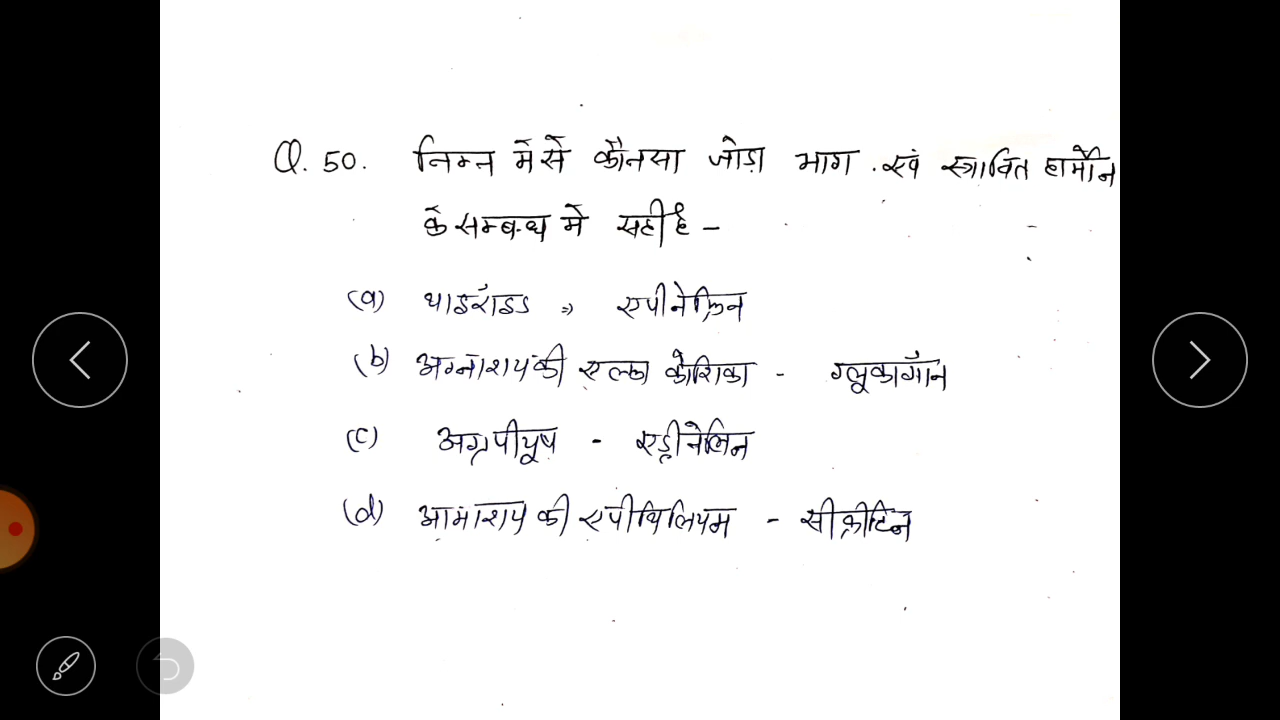 Q. 50. निम्न में से कौनसा जोड़ा भाग एवं स्त्रावित हार्मोन
के सम्बन्ध में सही है -
(a) थाइरॉइड => एपीनेफ्रिन
(b) अग्नाशय की एल्फा कोशिका - ग्लूकागॉन
(c) अग्रपीयूष - एड्रीनेलिन
(d) आमाशय की एपीथिलियम - सीक्रीटिन